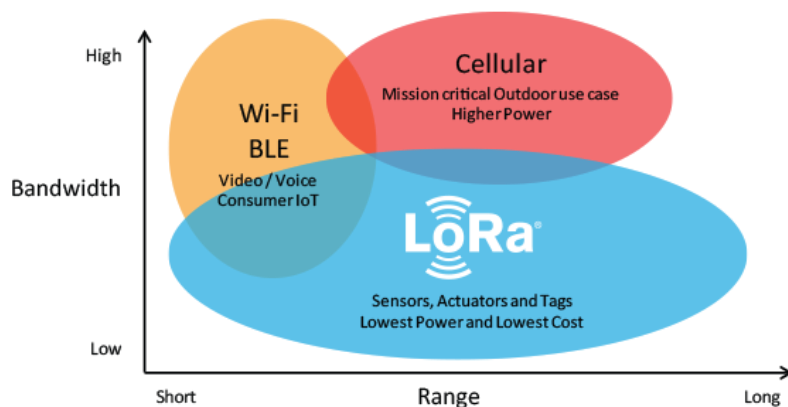 High
Bandwidth
Low
Wi-Fi
BLE
Video / Voice
Consumer IoT
Cellular
Mission critical Outdoor use case
Higher Power
LoRa®
Sensors, Actuators and Tags
Lowest Power and Lowest Cost
Short
Range
Long